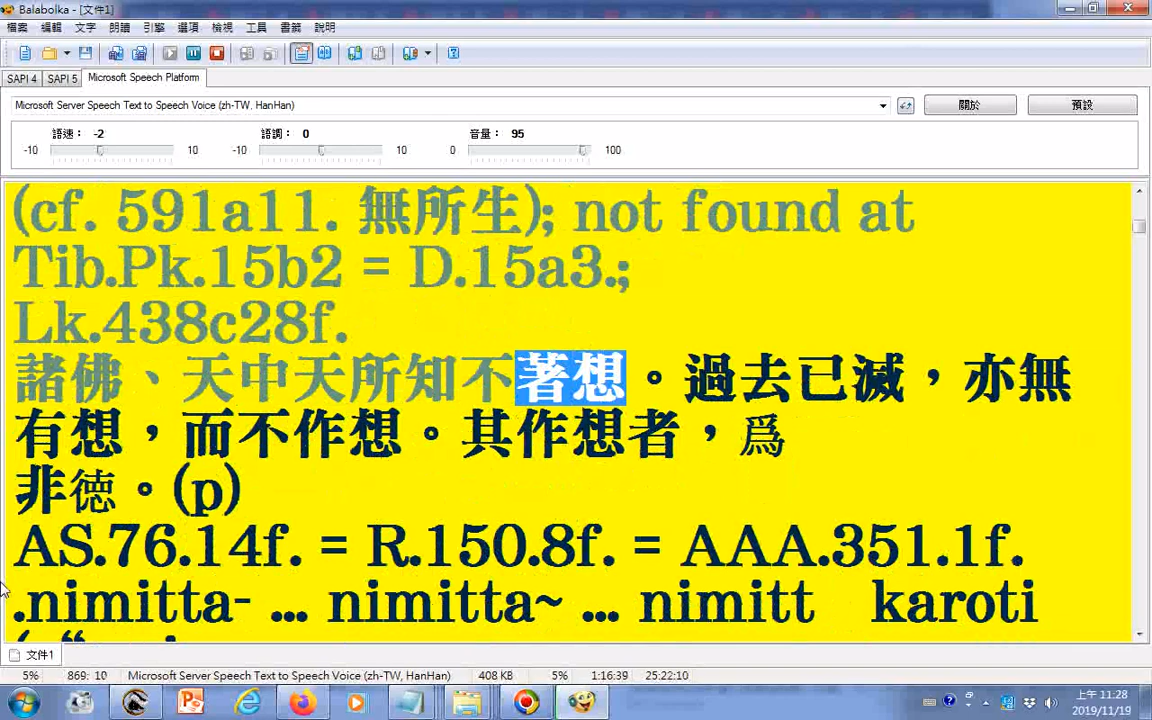 Balabolka - [文件1]
檔案 編輯 文字 朗讀 引擎 選項 檢視 工具 書籤 說明
SAPI 4 SAPI 5 Microsoft Speech Platform
Microsoft Server Speech Text to Speech Voice (zh-TW, HanHan) 關於 預設
語速： -2 語調： 0 音量： 95
-10 10 -10 10 0 100
(cf. 591a11. 無所生); not found at
Tib.Pk.15b2 = D.15a3.;
Lk.438c28f.
諸佛、天中天所知不著想。過去已滅，亦無
有想，而不作想。其作想者，爲
非德。(p)
AS.76.14f. = R.150.8f. = AAA.351.1f.
.nimitta- ... nimitta~ ... nimitt karoti
文件1
5% 869: 10 Microsoft Server Speech Text to Speech Voice (zh-TW, HanHan) 408 KB 5% 1:16:39 25:22:10
上午 11:28
2019/11/19